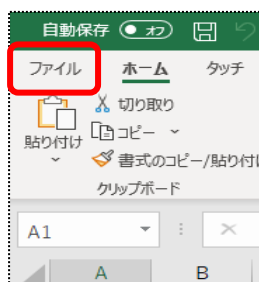 自動保存 オフ
ファイル ホーム タッチ
切り取り
コピー
貼り付け
書式のコピー/貼り付け
クリップボード
A1
A B